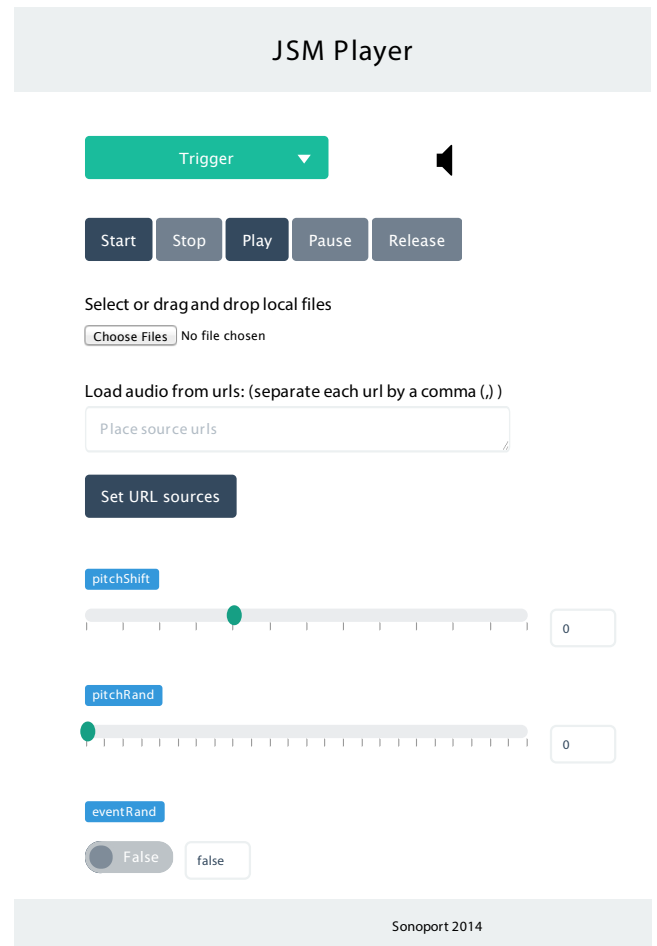 JSM Player
Trigger
Start Stop Play Pause Release
Select or drag and drop local files
Choose Files No file chosen
Load audio from urls: (separate each url by a comma (,) )
Place source urls
Set URL sources
pitchShift
0
pitchRand
0
eventRand
False false
Sonoport 2014